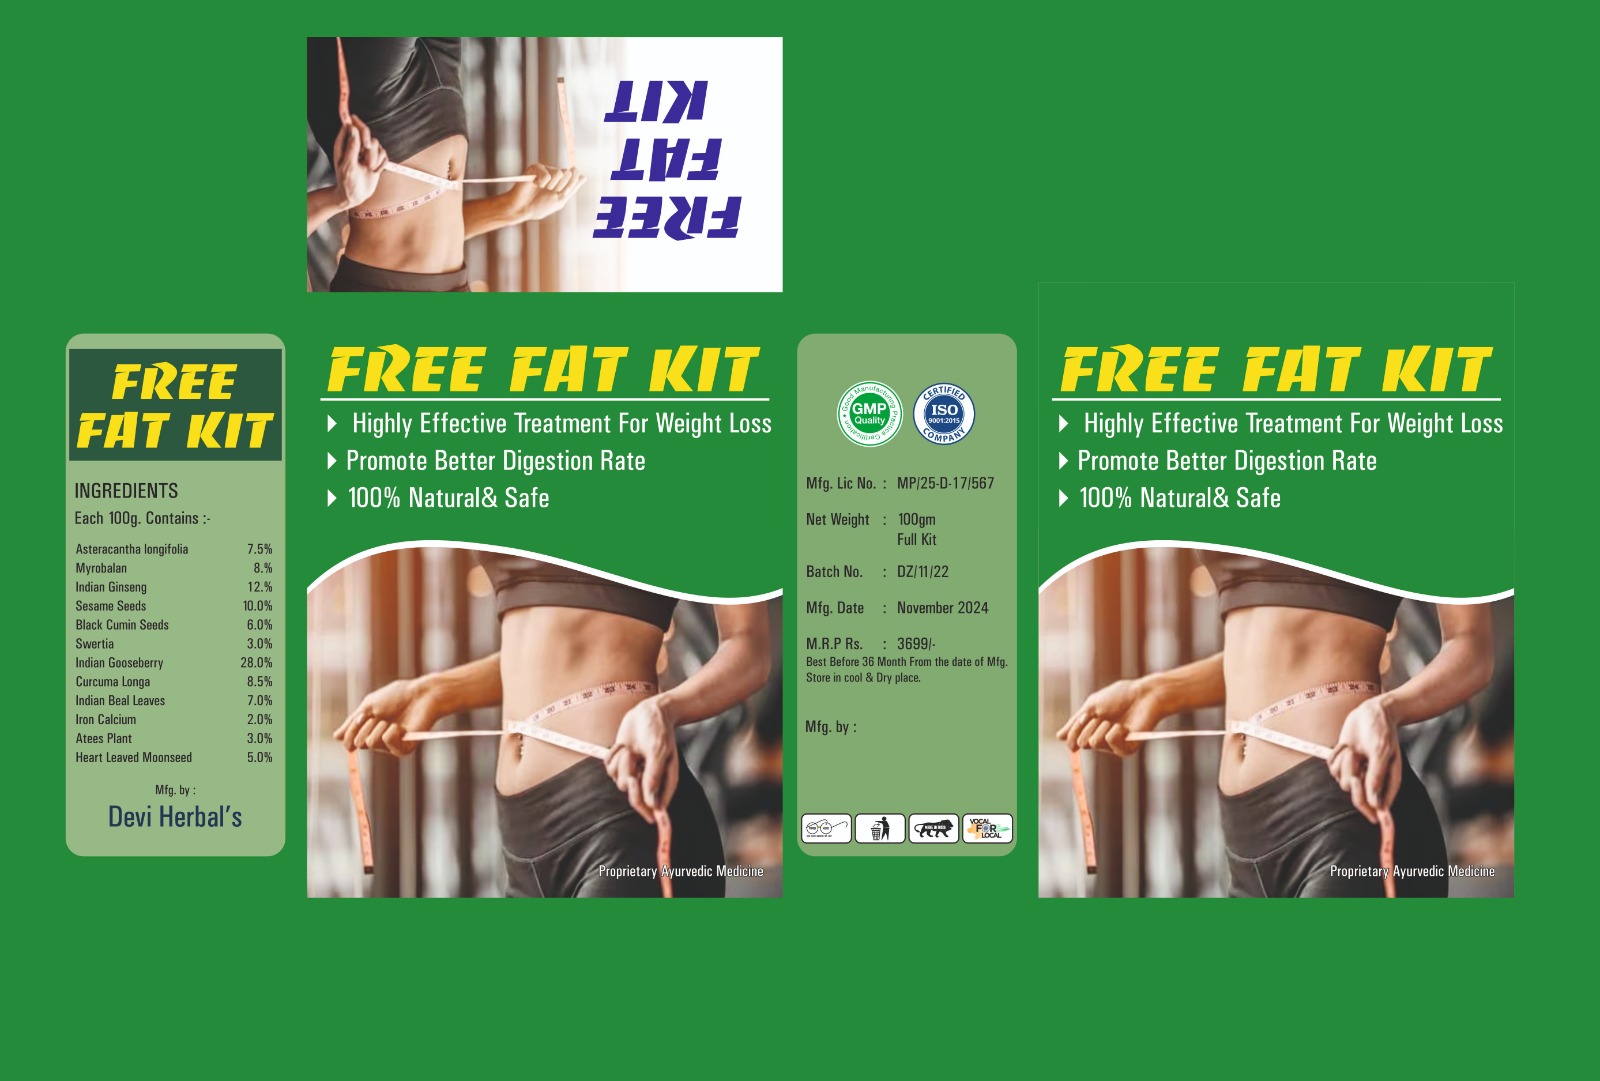 FREE
FAT
KIT
FREE
FAT KIT
INGREDIENTS
Each 100g. Contains :-
Asteracantha longifolia 7.5%
Myrobalan 8.%
Indian Ginseng 12.%
Sesame Seeds 10.0%
Black Cumin Seeds 6.0%
Swertia 3.0%
Indian Gooseberry 28.0%
Curcuma Longa 8.5%
Indian Beal Leaves 7.0%
Iron Calcium 2.0%
Atees Plant 3.0%
Heart Leaved Moonseed 5.0%
Mfg. by :
Devi Herbal's
FREE FAT KIT
Highly Effective Treatment For Weight Loss
Promote Better Digestion Rate
100% Natural& Safe
Proprietary Ayurvedic Medicine
Good Manufacturing Practice Certification
GMP
Quality
CERTIFIED
ISO
9001:2015
COMPANY
Mfg. Lic No. : MP/25-D-17/567
Net Weight : 100gm
Full Kit
Batch No. : DZ/11/22
Mfg. Date : November 2024
M.R.P Rs. : 3699/-
Best Before 36 Month From the date of Mfg.
Store in cool & Dry place.
Mfg. by :
VOCAL
FOR
LOCAL
FREE FAT KIT
Highly Effective Treatment For Weight Loss
Promote Better Digestion Rate
100% Natural& Safe
Proprietary Ayurvedic Medicine